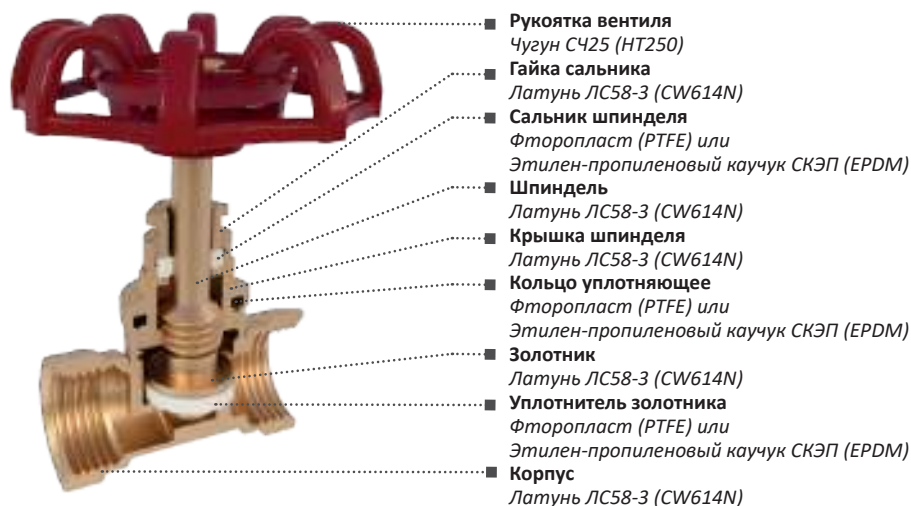 Рукоятка вентиля
Чугун СЧ25 (HT250)
Гайка сальника
Латунь ЛС58-3 (CW614N)
Сальник шпинделя
Фторопласт (PTFE) или
Этилен-пропиленовый каучук СКЭП (EPDM)
Шпиндель
Латунь ЛС58-3 (CW614N)
Крышка шпинделя
Латунь ЛС58-3 (CW614N)
Кольцо уплотняющее
Фторопласт (PTFE) или
Этилен-пропиленовый каучук СКЭП (EPDM)
Золотник
Латунь ЛС58-3 (CW614N)
Уплотнитель золотника
Фторопласт (PTFE) или
Этилен-пропиленовый каучук СКЭП (EPDM)
Корпус
Латунь ЛС58-3 (CW614N)